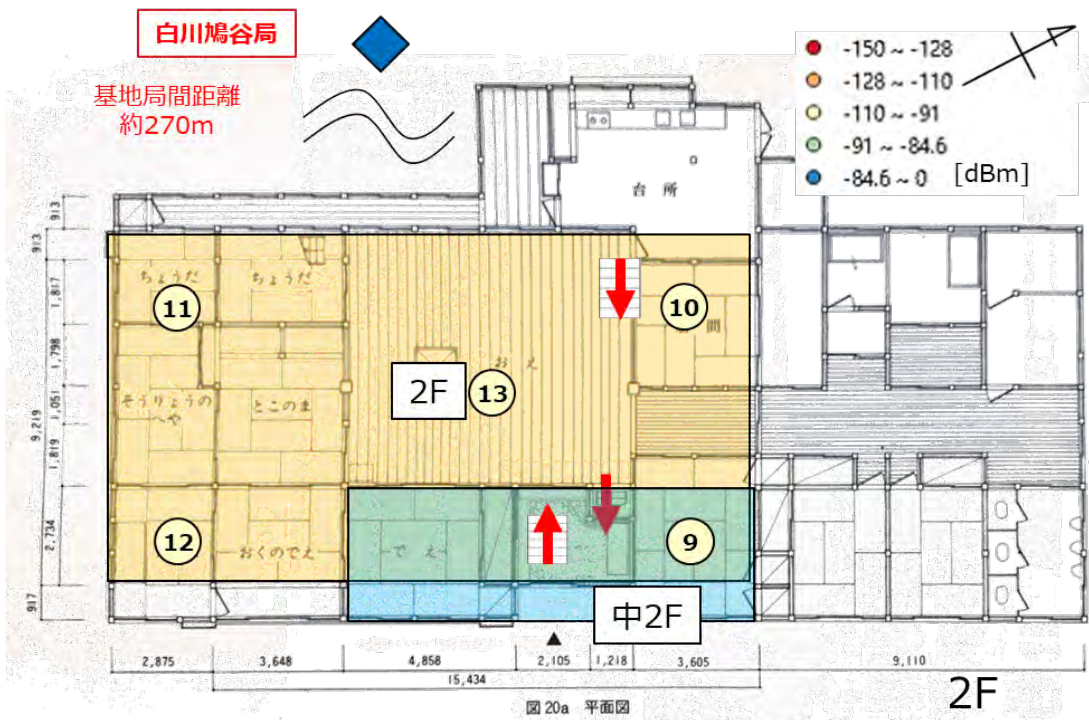 白川鳩谷局
基地局間距離
約270m
-150 ~ -128
-128 ~ -110
-110 ~ -91
-91 ~ -84.6
-84.6 ~ 0 [dBm]
台所
ちょうだ
ちょうだ
11
10
間
おえ
2F
13
そうりょうの
へや
とこのま
12
おくのでえ
でえ
9
中2F
913
913
1,817
1,798
1,051
1,819
9,219
2,734
917
2,875
3,648
4,858
2,105
1,218
3,605
9,110
15,434
2F
図20a 平面図